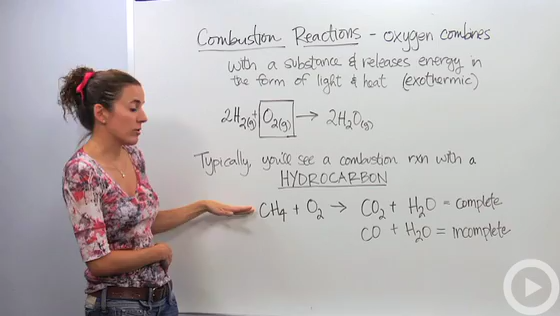 Combustion Reactions - oxygen combines
with a substance & releases energy in
the form of light & heat (exothermic)
2H₂(g) + O₂(g) → 2H₂O(g)
Typically, you'll see a combustion rxn with a
HYDROCARBON
CH₄ + O₂ → CO₂ + H₂O = complete
CO + H₂O = incomplete